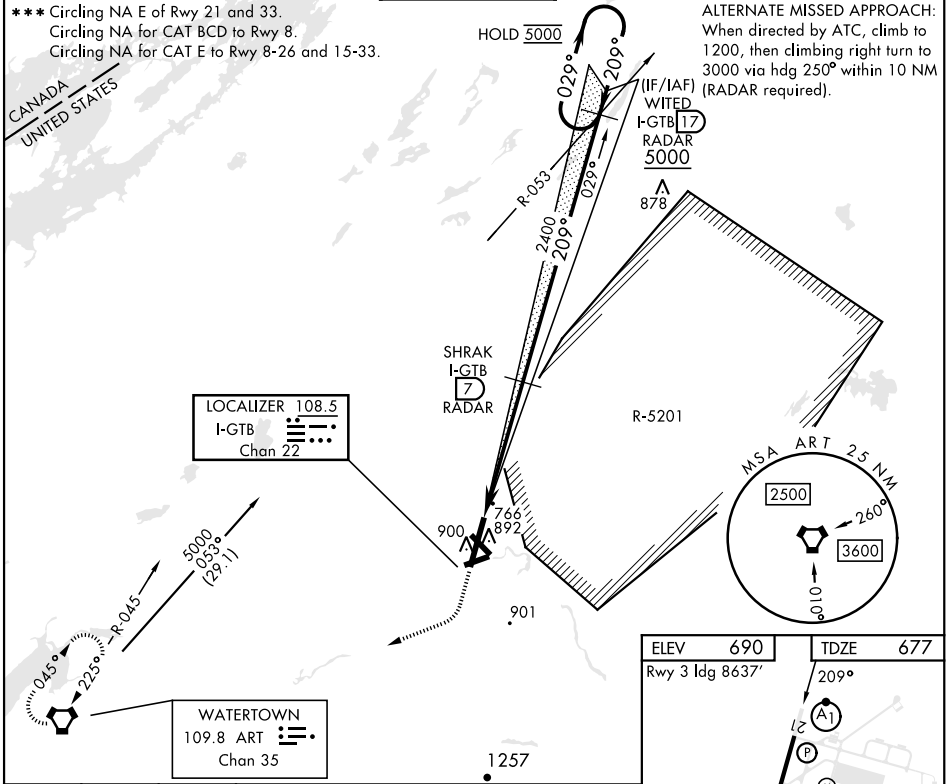 *** Circling NA E of Rwy 21 and 33.
Circling NA for CAT BCD to Rwy 8.
Circling NA for CAT E to Rwy 8-26 and 15-33.
CANADA
UNITED STATES
HOLD 5000
029°
209°
ALTERNATE MISSED APPROACH:
When directed by ATC, climb to
1200, then climbing right turn to
3000 via hdg 250° within 10 NM
(RADAR required).
(IF/IAF)
WITED
I-GTB 17
RADAR
5000
R-053
029°
2400
209°
878
SHRAK
I-GTB
7
RADAR
R-5201
LOCALIZER 108.5
I-GTB
Chan 22
MSA ART 25 NM
2500
260°
3600
010°
766
900
892
901
5000
053°
(29.1)
R-045
045°
225°
WATERTOWN
109.8 ART
Chan 35
1257
ELEV 690
TDZE 677
Rwy 3 ldg 8637'
209°
A1
21
P